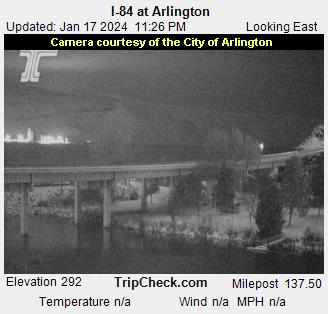 I-84 at Arlington
Updated: Jan 17 2024 11:26 PM Looking East
Camera courtesy of the City of Arlington
Elevation 292 TripCheck.com Milepost 137.50
Temperature n/a Wind n/a MPH n/a